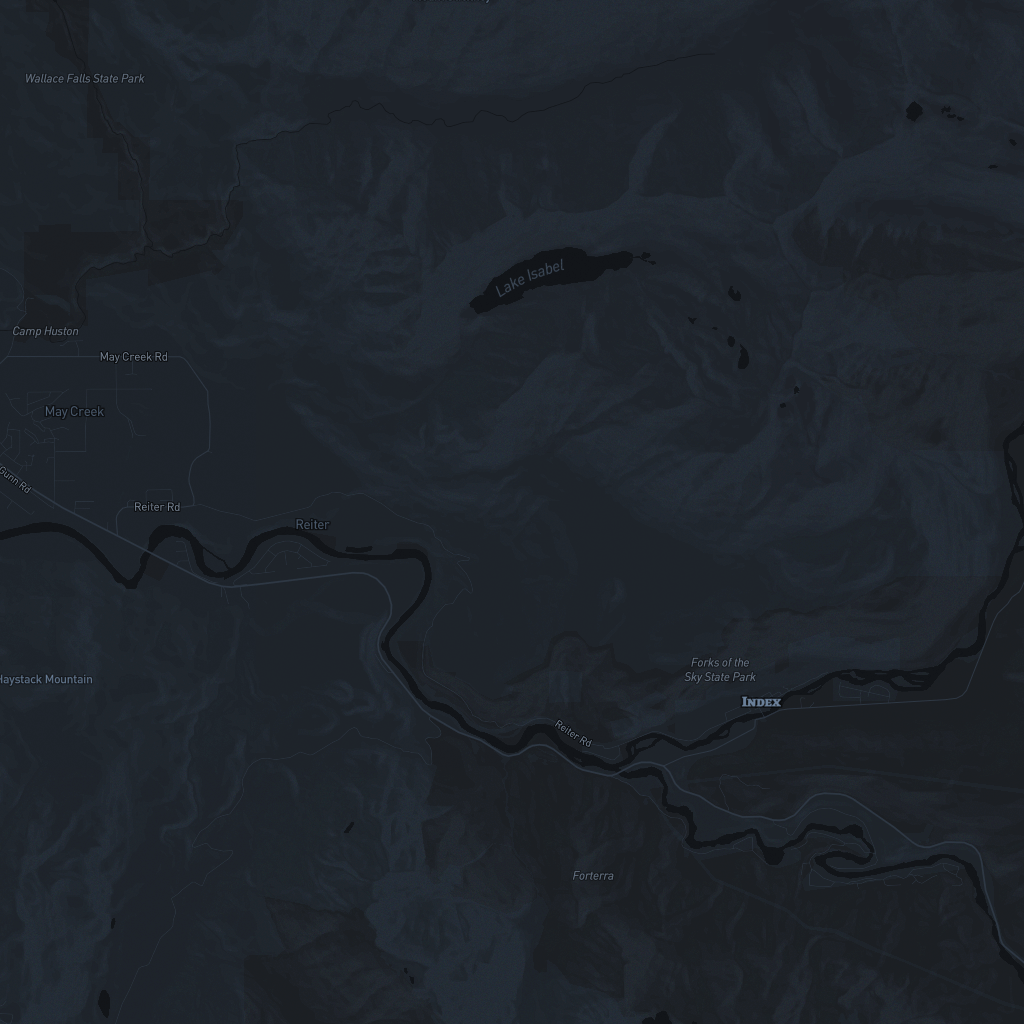 Wallace Falls State Park
Lake Isabel
Camp Huston
May Creek Rd
May Creek
Gunn Rd
Reiter Rd
Reiter
Forks of the
Sky State Park
Haystack Mountain
INDEX
Reiter Rd
Forterra